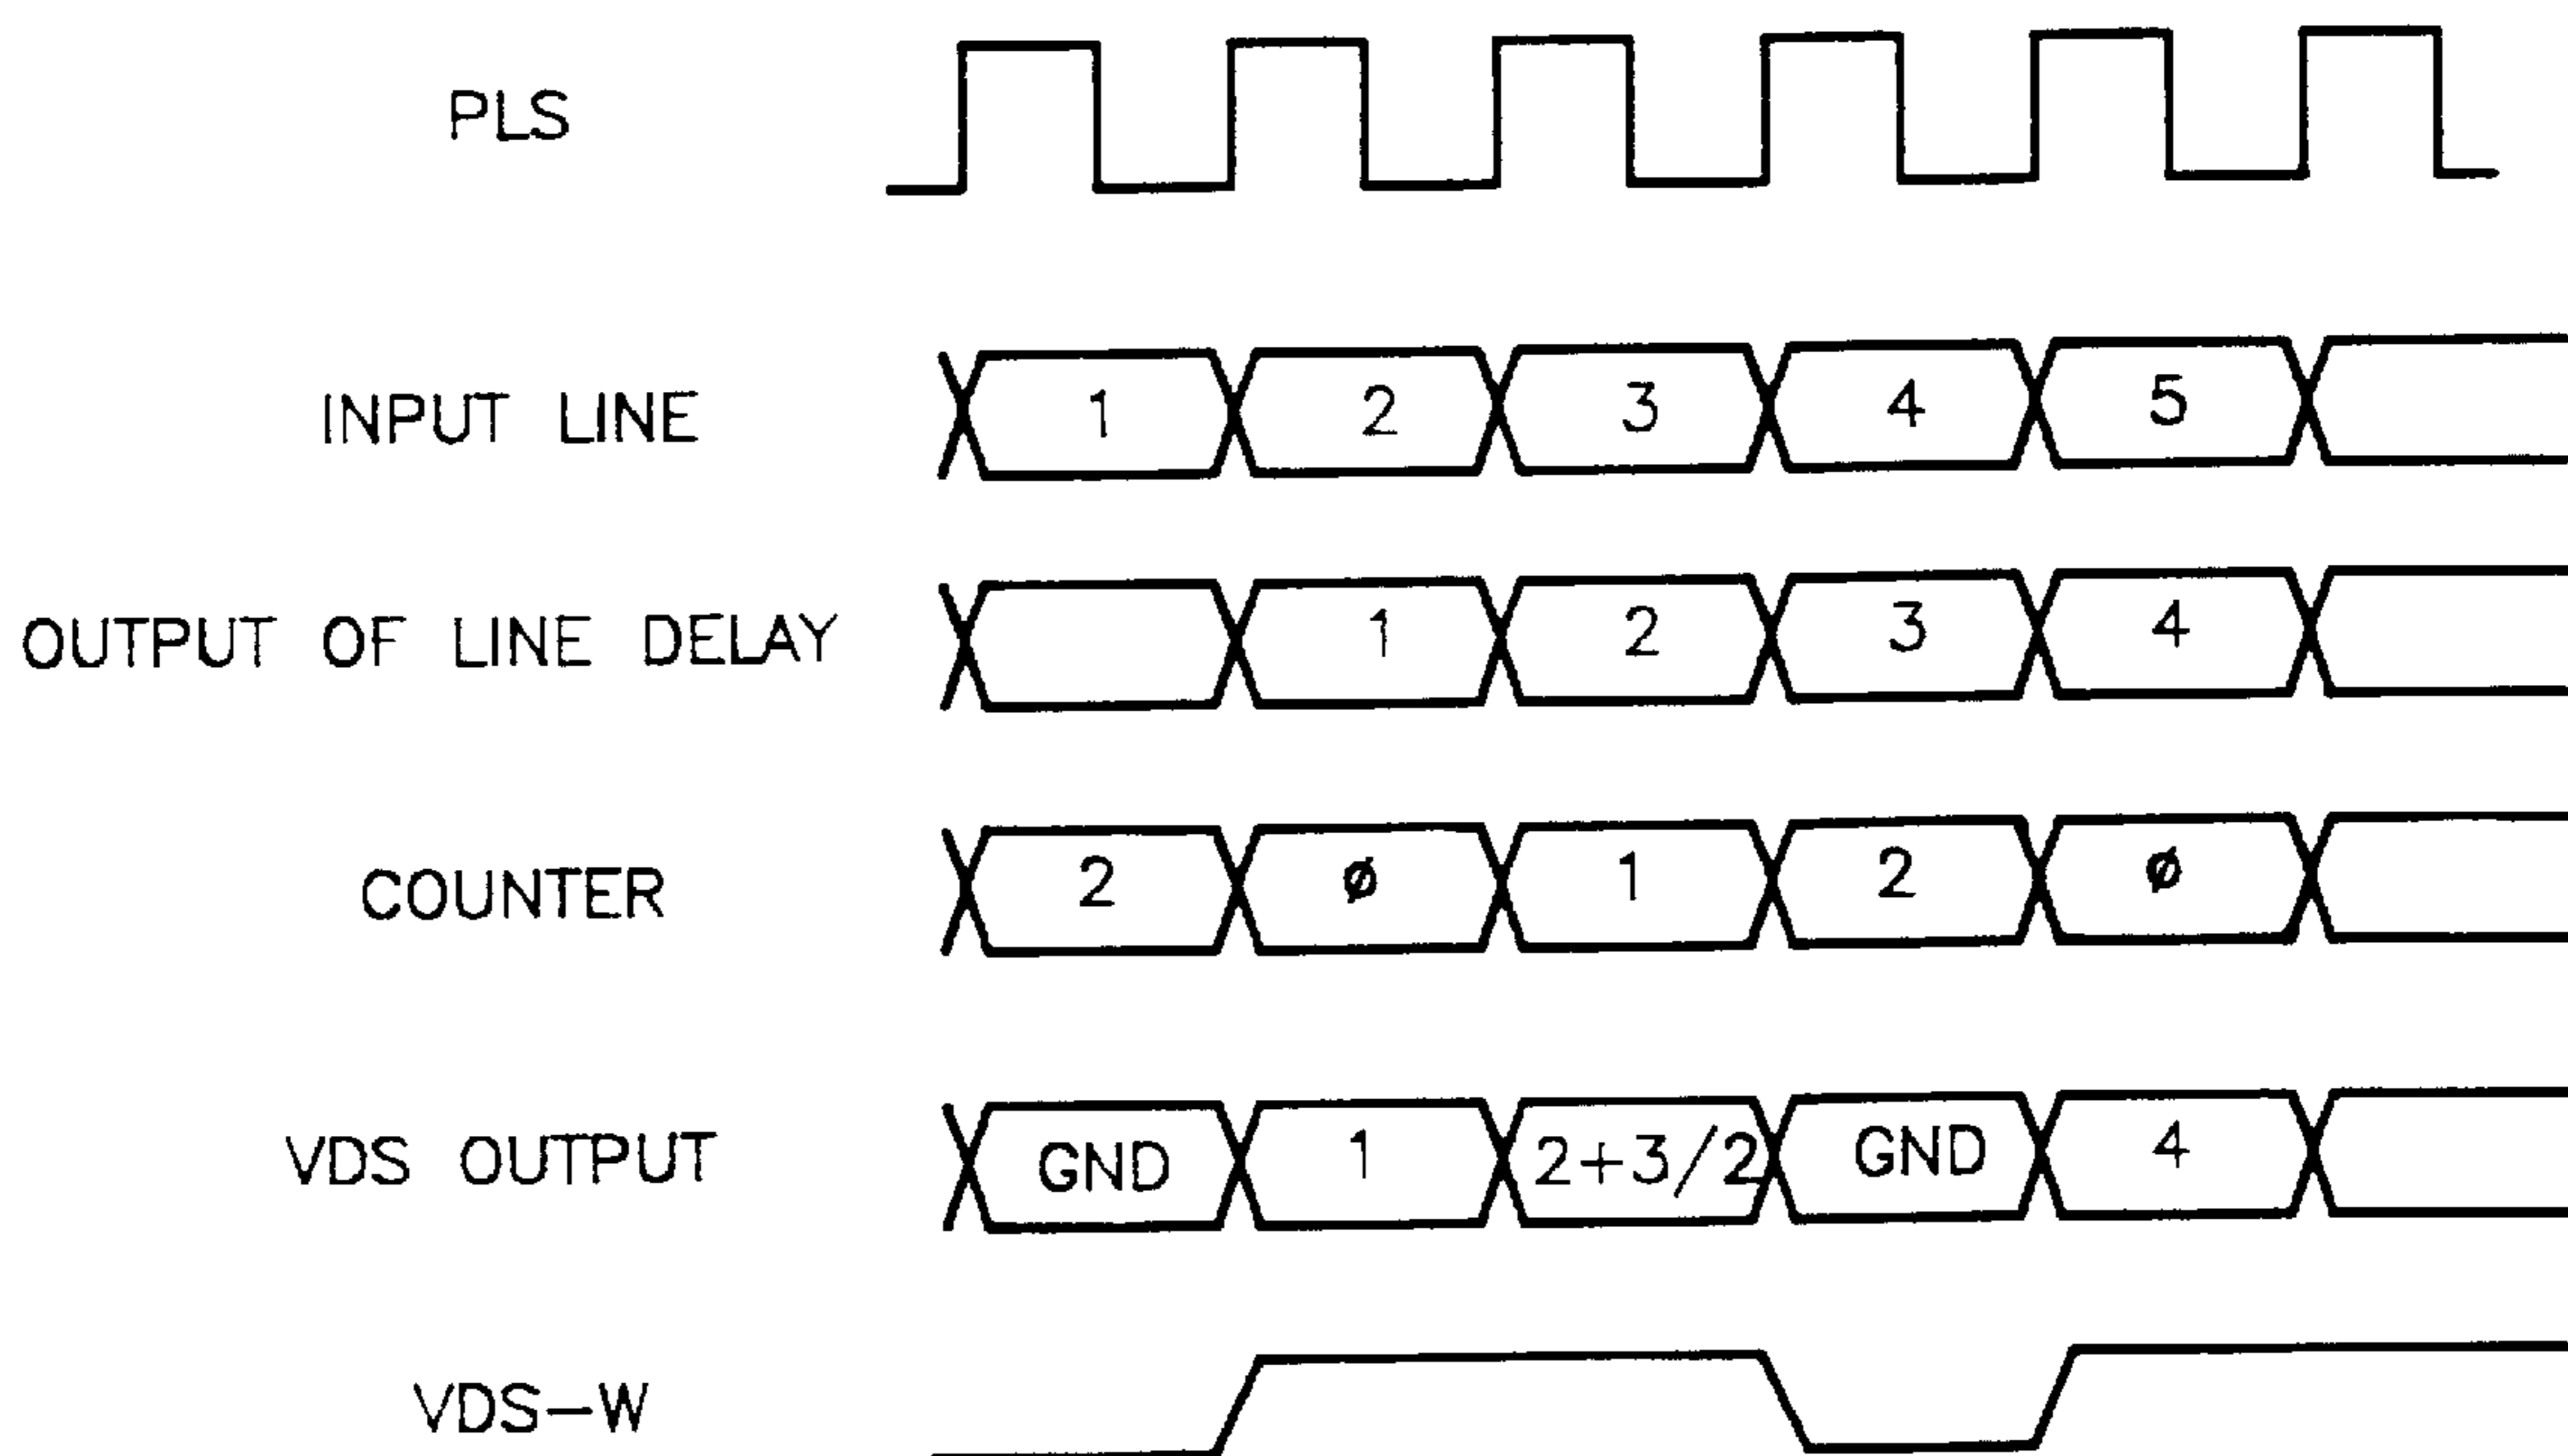 PLS
INPUT LINE 1 2 3 4 5
OUTPUT OF LINE DELAY 1 2 3 4
COUNTER 2 ø 1 2 ø
VDS OUTPUT GND 1 2+3/2 GND 4
VDS-W